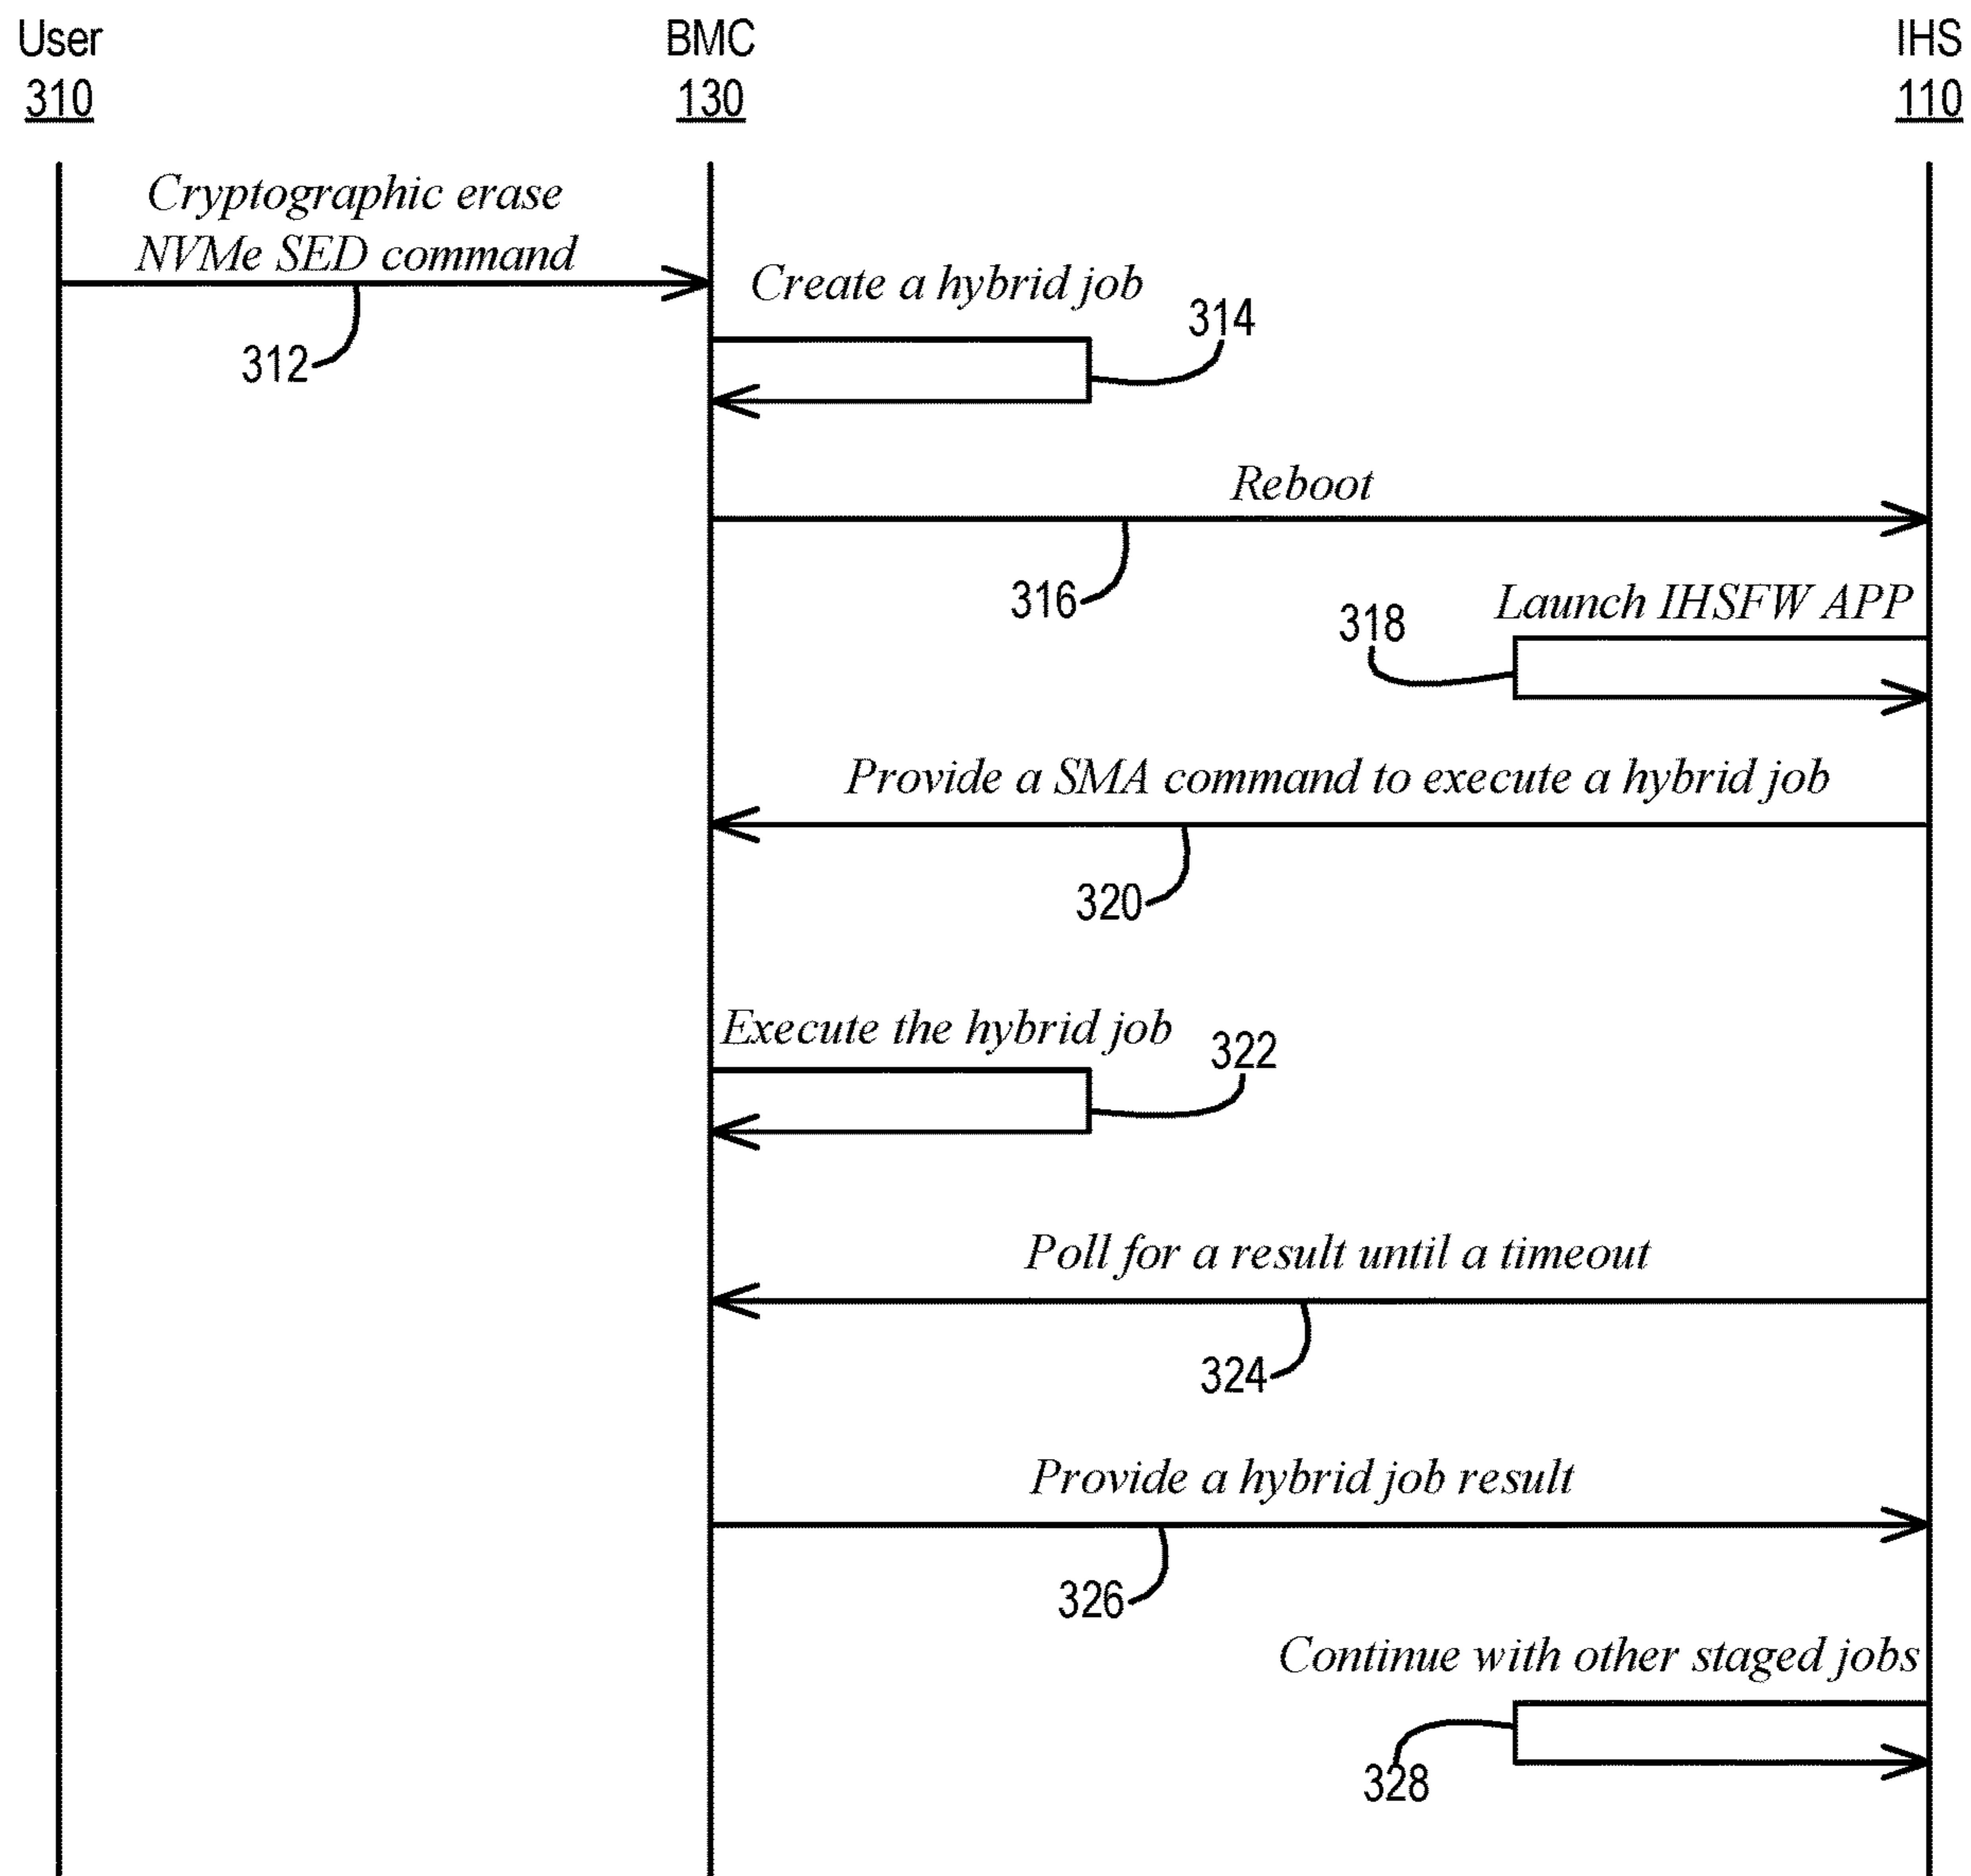 User
310
BMC
130
IHS
110
Cryptographic erase
NVMe SED command
312
Create a hybrid job
314
Reboot
316
Launch IHSFW APP
318
Provide a SMA command to execute a hybrid job
320
Execute the hybrid job
322
Poll for a result until a timeout
324
Provide a hybrid job result
326
Continue with other staged jobs
328